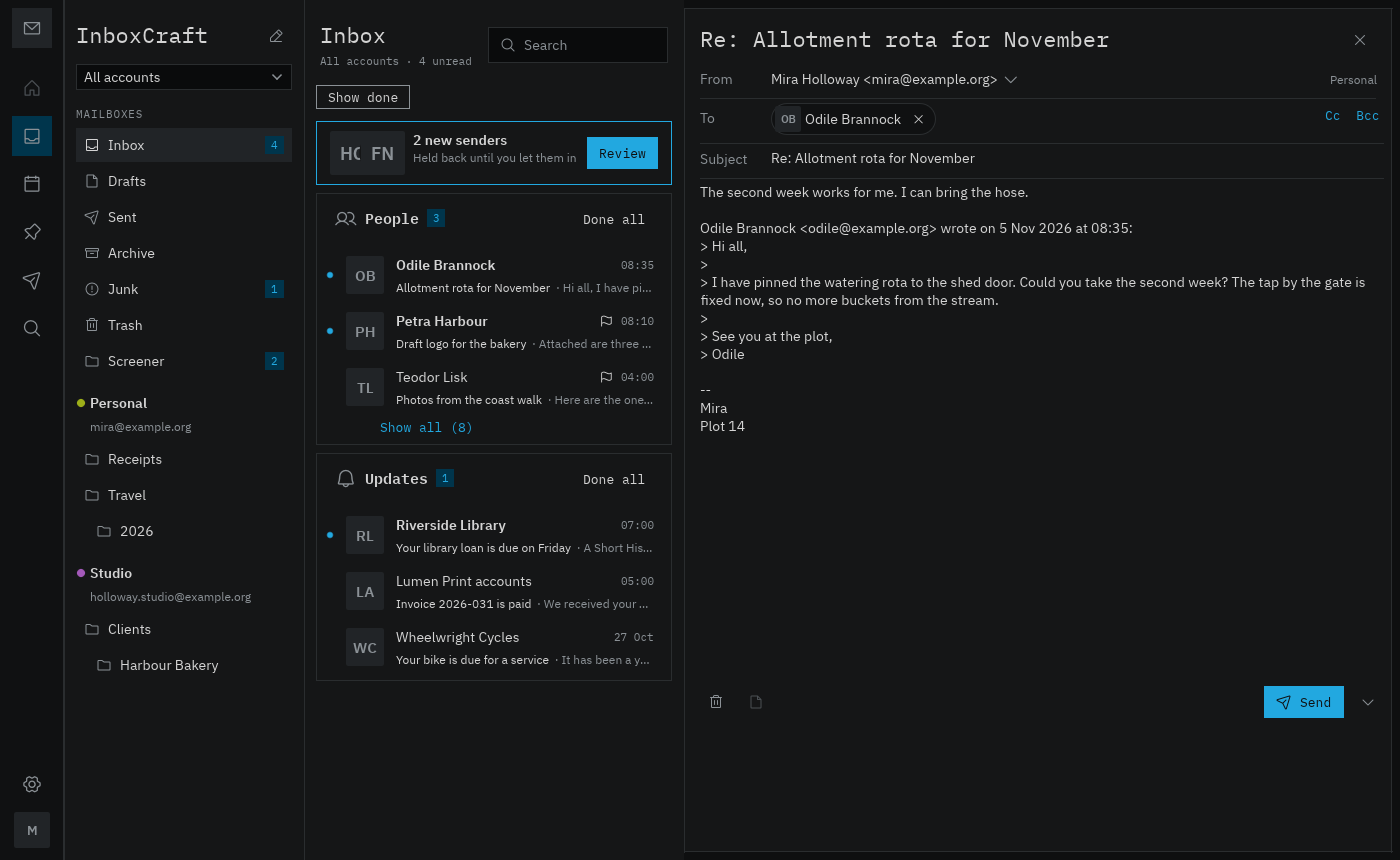 InboxCraft
All accounts
MAILBOXES
Inbox 4
Drafts
Sent
Archive
Junk 1
Trash
Screener 2
Personal
mira@example.org
Receipts
Travel
2026
Studio
holloway.studio@example.org
Clients
Harbour Bakery
M
Inbox
All accounts · 4 unread
Search
Show done
FN
2 new senders
Held back until you let them in
Review
People 3
Done all
OB
Odile Brannock 08:35
Allotment rota for November · Hi all, I have pi…
PH
Petra Harbour 08:10
Draft logo for the bakery · Attached are three …
TL
Teodor Lisk 04:00
Photos from the coast walk · Here are the one…
Show all (8)
Updates 1
Done all
RL
Riverside Library 07:00
Your library loan is due on Friday · A Short His…
LA
Lumen Print accounts 05:00
Invoice 2026-031 is paid · We received your …
WC
Wheelwright Cycles 27 Oct
Your bike is due for a service · It has been a y…
Re: Allotment rota for November
From Mira Holloway <mira@example.org> Personal
To OB Odile Brannock Cc Bcc
Subject Re: Allotment rota for November
The second week works for me. I can bring the hose.
Odile Brannock <odile@example.org> wrote on 5 Nov 2026 at 08:35:
> Hi all,
>
> I have pinned the watering rota to the shed door. Could you take the second week? The tap by the gate is
fixed now, so no more buckets from the stream.
>
> See you at the plot,
> Odile
--
Mira
Plot 14
Send